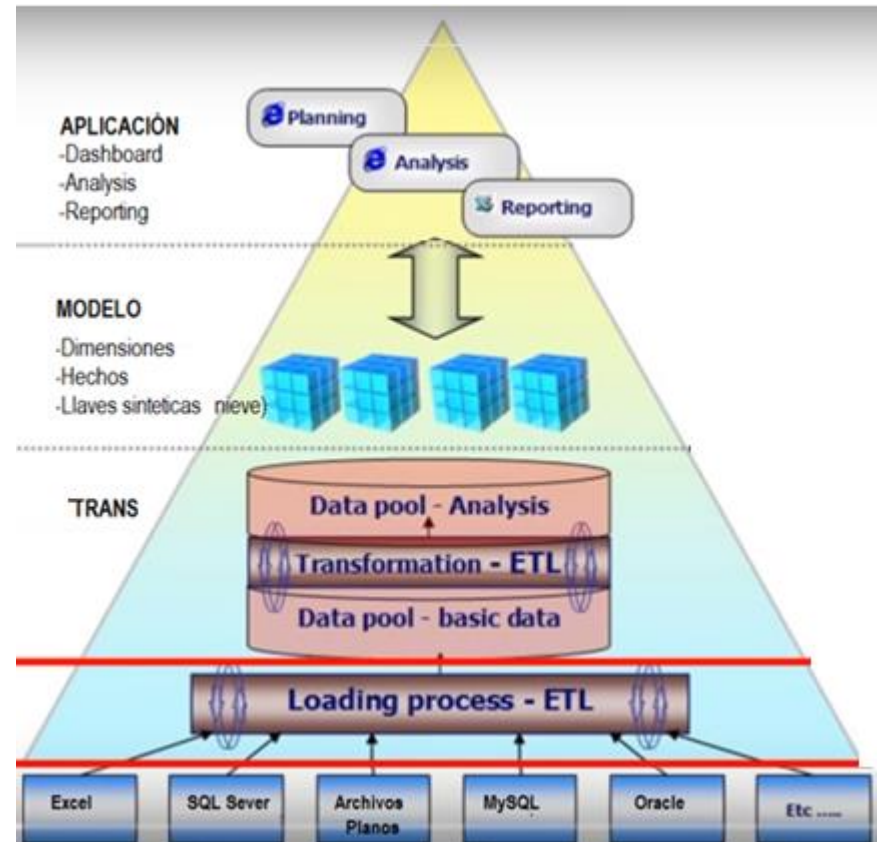 APLICACIÓN
-Dashboard
-Analysis
-Reporting
Planning
Analysis
Reporting
MODELO
-Dimensiones
-Hechos
-Llaves sinteticas nieve)
TRANS
Data pool - Analysis
Transformation - ETL
Data pool - basic data
Loading process - ETL
Excel
SQL Sever
Archivos
Planos
MySQL
Oracle
Etc .....